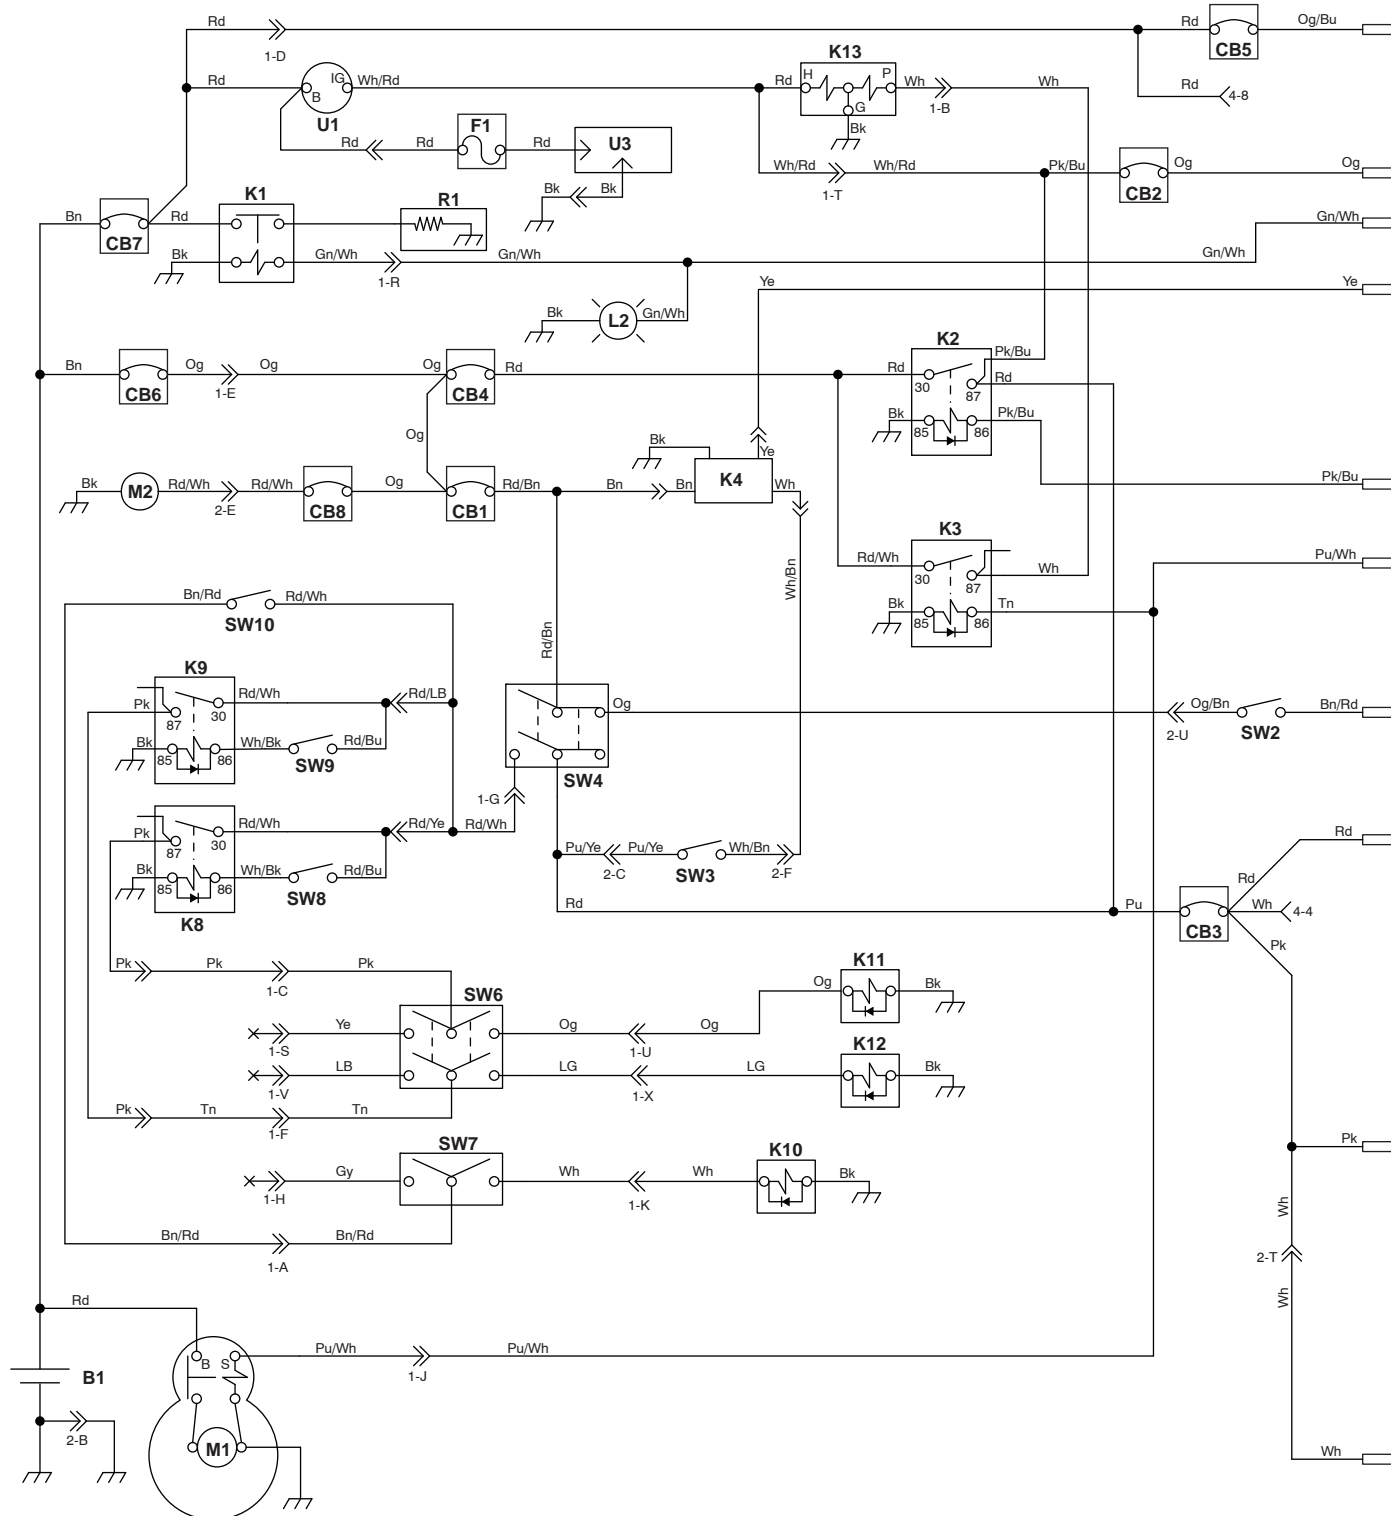 Rd
1-D
Rd
CB5
Og/Bu
Rd
4-8
Rd
B
IG
U1
Wh/Rd
Rd
K13
H
P
G
Bk
Wh
1-B
Wh
Rd
Rd
F1
Rd
U3
Bk
Bk
Wh/Rd
1-T
Wh/Rd
Pk/Bu
CB2
Og
Og
Bn
CB7
Rd
K1
R1
Gn/Wh
Bk
Gn/Wh
1-R
Gn/Wh
Gn/Wh
Bk
L2
Gn/Wh
Ye
Ye
Bn
CB6
Og
1-E
Og
Og
CB4
Rd
Og
K2
Rd
30
87
Pk/Bu
Rd
Bk
85
86
Pk/Bu
Pk/Bu
Bk
M2
Rd/Wh
2-E
Rd/Wh
CB8
Og
CB1
Rd/Bn
Bn
Bn
Bk
K4
Ye
Wh
Wh/Bn
K3
Rd/Wh
30
87
Wh
Bk
85
86
Tn
Pu/Wh
Bn/Rd
SW10
Rd/Wh
Rd/Bn
K9
Pk
87
30
Rd/Wh
Rd/LB
Bk
85
86
Wh/Bk
SW9
Rd/Bu
Og
SW4
Og/Bn
2-U
SW2
Bn/Rd
1-G
Pk
87
30
Rd/Wh
Rd/Ye
Rd/Wh
Bk
85
86
Wh/Bk
SW8
Rd/Bu
K8
Pu/Ye
2-C
Pu/Ye
SW3
Wh/Bn
2-F
Rd
Rd
Pu
CB3
Rd
Wh
4-4
Pk
Pk
Pk
1-C
Pk
SW6
K11
Og
Bk
Ye
1-S
Og
1-U
Og
K12
LB
1-V
LG
1-X
LG
Bk
Pk
Tn
1-F
Tn
SW7
K10
Gy
1-H
Wh
1-K
Wh
Bk
Pk
Bn/Rd
1-A
Bn/Rd
Wh
2-T
Wh
Rd
B
S
Pu/Wh
1-J
Pu/Wh
B1
2-B
M1
Wh